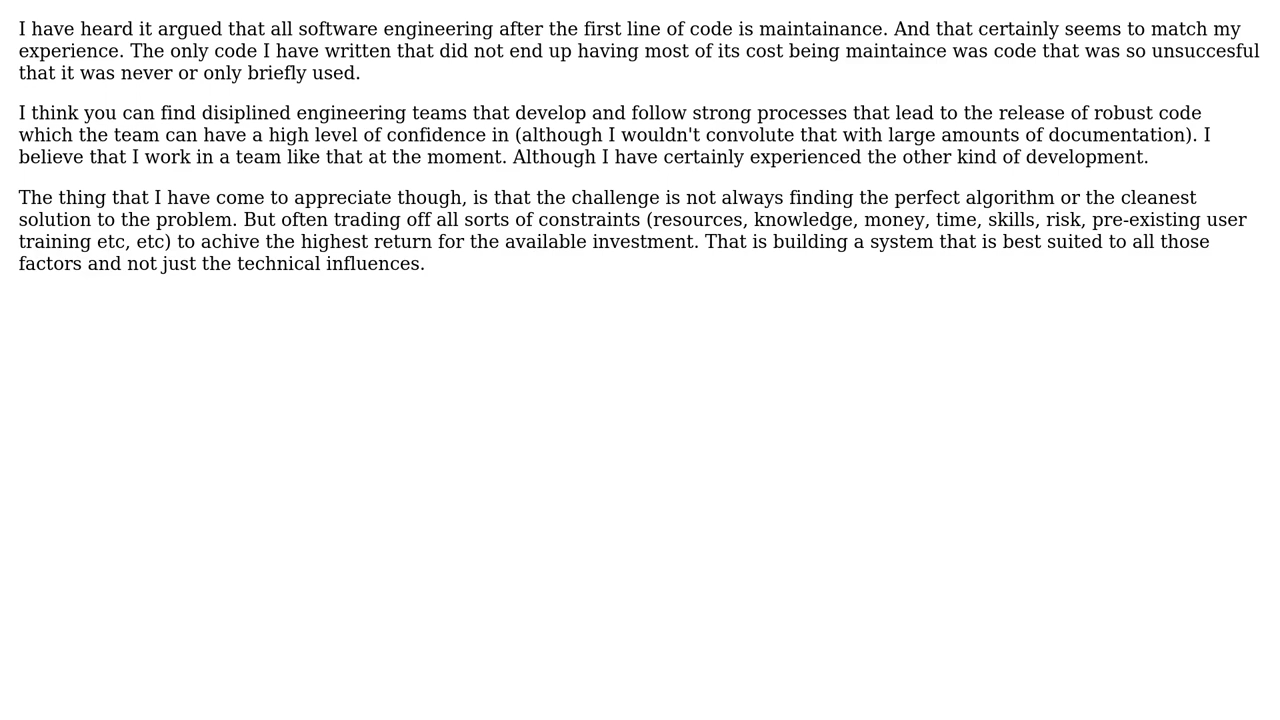 I have heard it argued that all software engineering after the first line of code is maintainance. And that certainly seems to match my
experience. The only code I have written that did not end up having most of its cost being maintaince was code that was so unsuccesful
that it was never or only briefly used.
I think you can find disiplined engineering teams that develop and follow strong processes that lead to the release of robust code
which the team can have a high level of confidence in (although I wouldn't convolute that with large amounts of documentation). I
believe that I work in a team like that at the moment. Although I have certainly experienced the other kind of development.
The thing that I have come to appreciate though, is that the challenge is not always finding the perfect algorithm or the cleanest
solution to the problem. But often trading off all sorts of constraints (resources, knowledge, money, time, skills, risk, pre-existing user
training etc, etc) to achive the highest return for the available investment. That is building a system that is best suited to all those
factors and not just the technical influences.